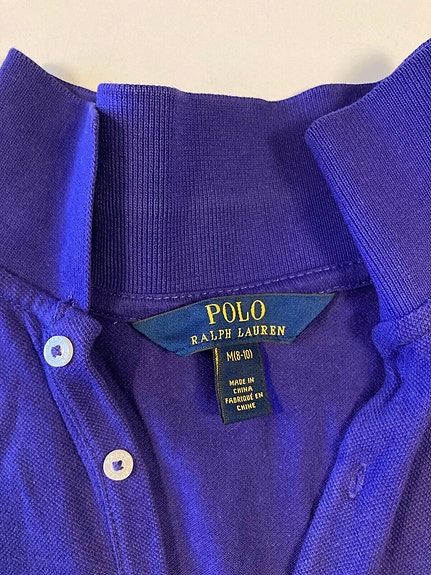 POLO
RALPH LAUREN
M(8-10)
MADE IN
CHINA
FABRIQUÉ EN
CHINE